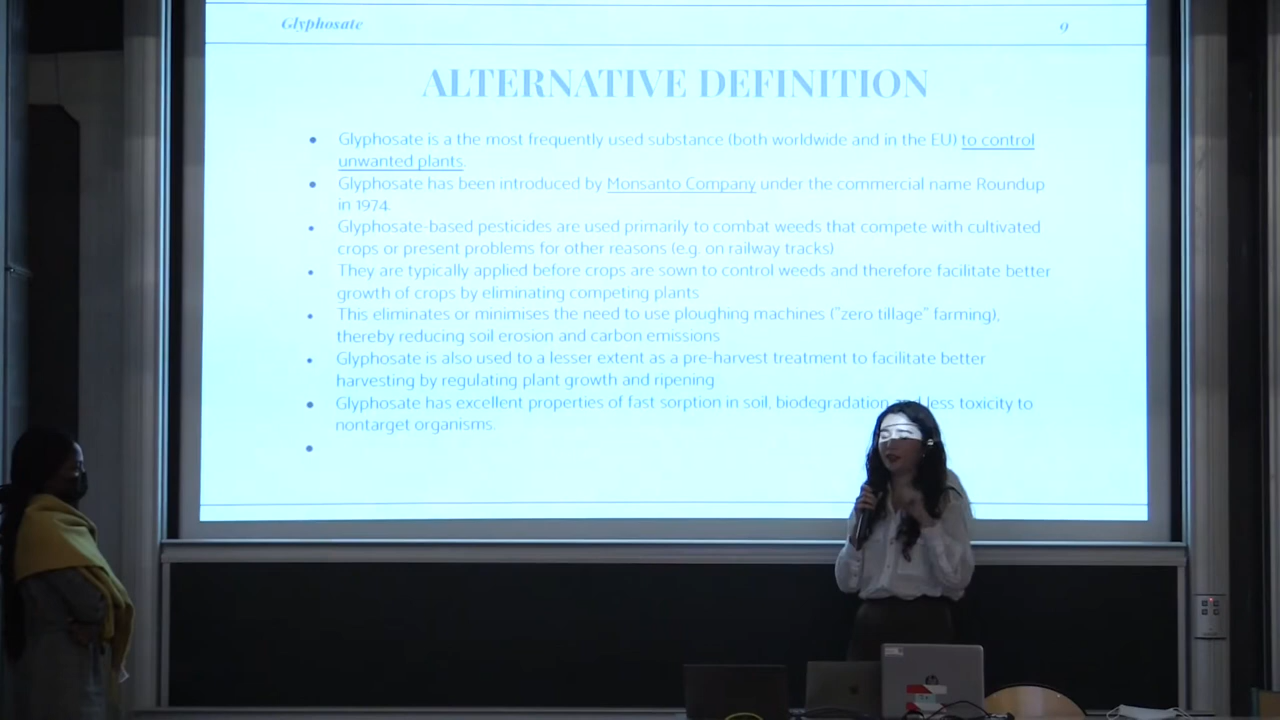 Glyphosate
9
ALTERNATIVE DEFINITION
Glyphosate is a the most frequently used substance (both worldwide and in the EU) to control
unwanted plants.
Glyphosate has been introduced by Monsanto Company under the commercial name Roundup
in 1974.
Glyphosate-based pesticides are used primarily to combat weeds that compete with cultivated
crops or present problems for other reasons (e.g. on railway tracks)
They are typically applied before crops are sown to control weeds and therefore facilitate better
growth of crops by eliminating competing plants
This eliminates or minimises the need to use ploughing machines ("zero tillage" farming),
thereby reducing soil erosion and carbon emissions
Glyphosate is also used to a lesser extent as a pre-harvest treatment to facilitate better
harvesting by regulating plant growth and ripening
Glyphosate has excellent properties of fast sorption in soil, biodegradation and less toxicity to
nontarget organisms.
hp